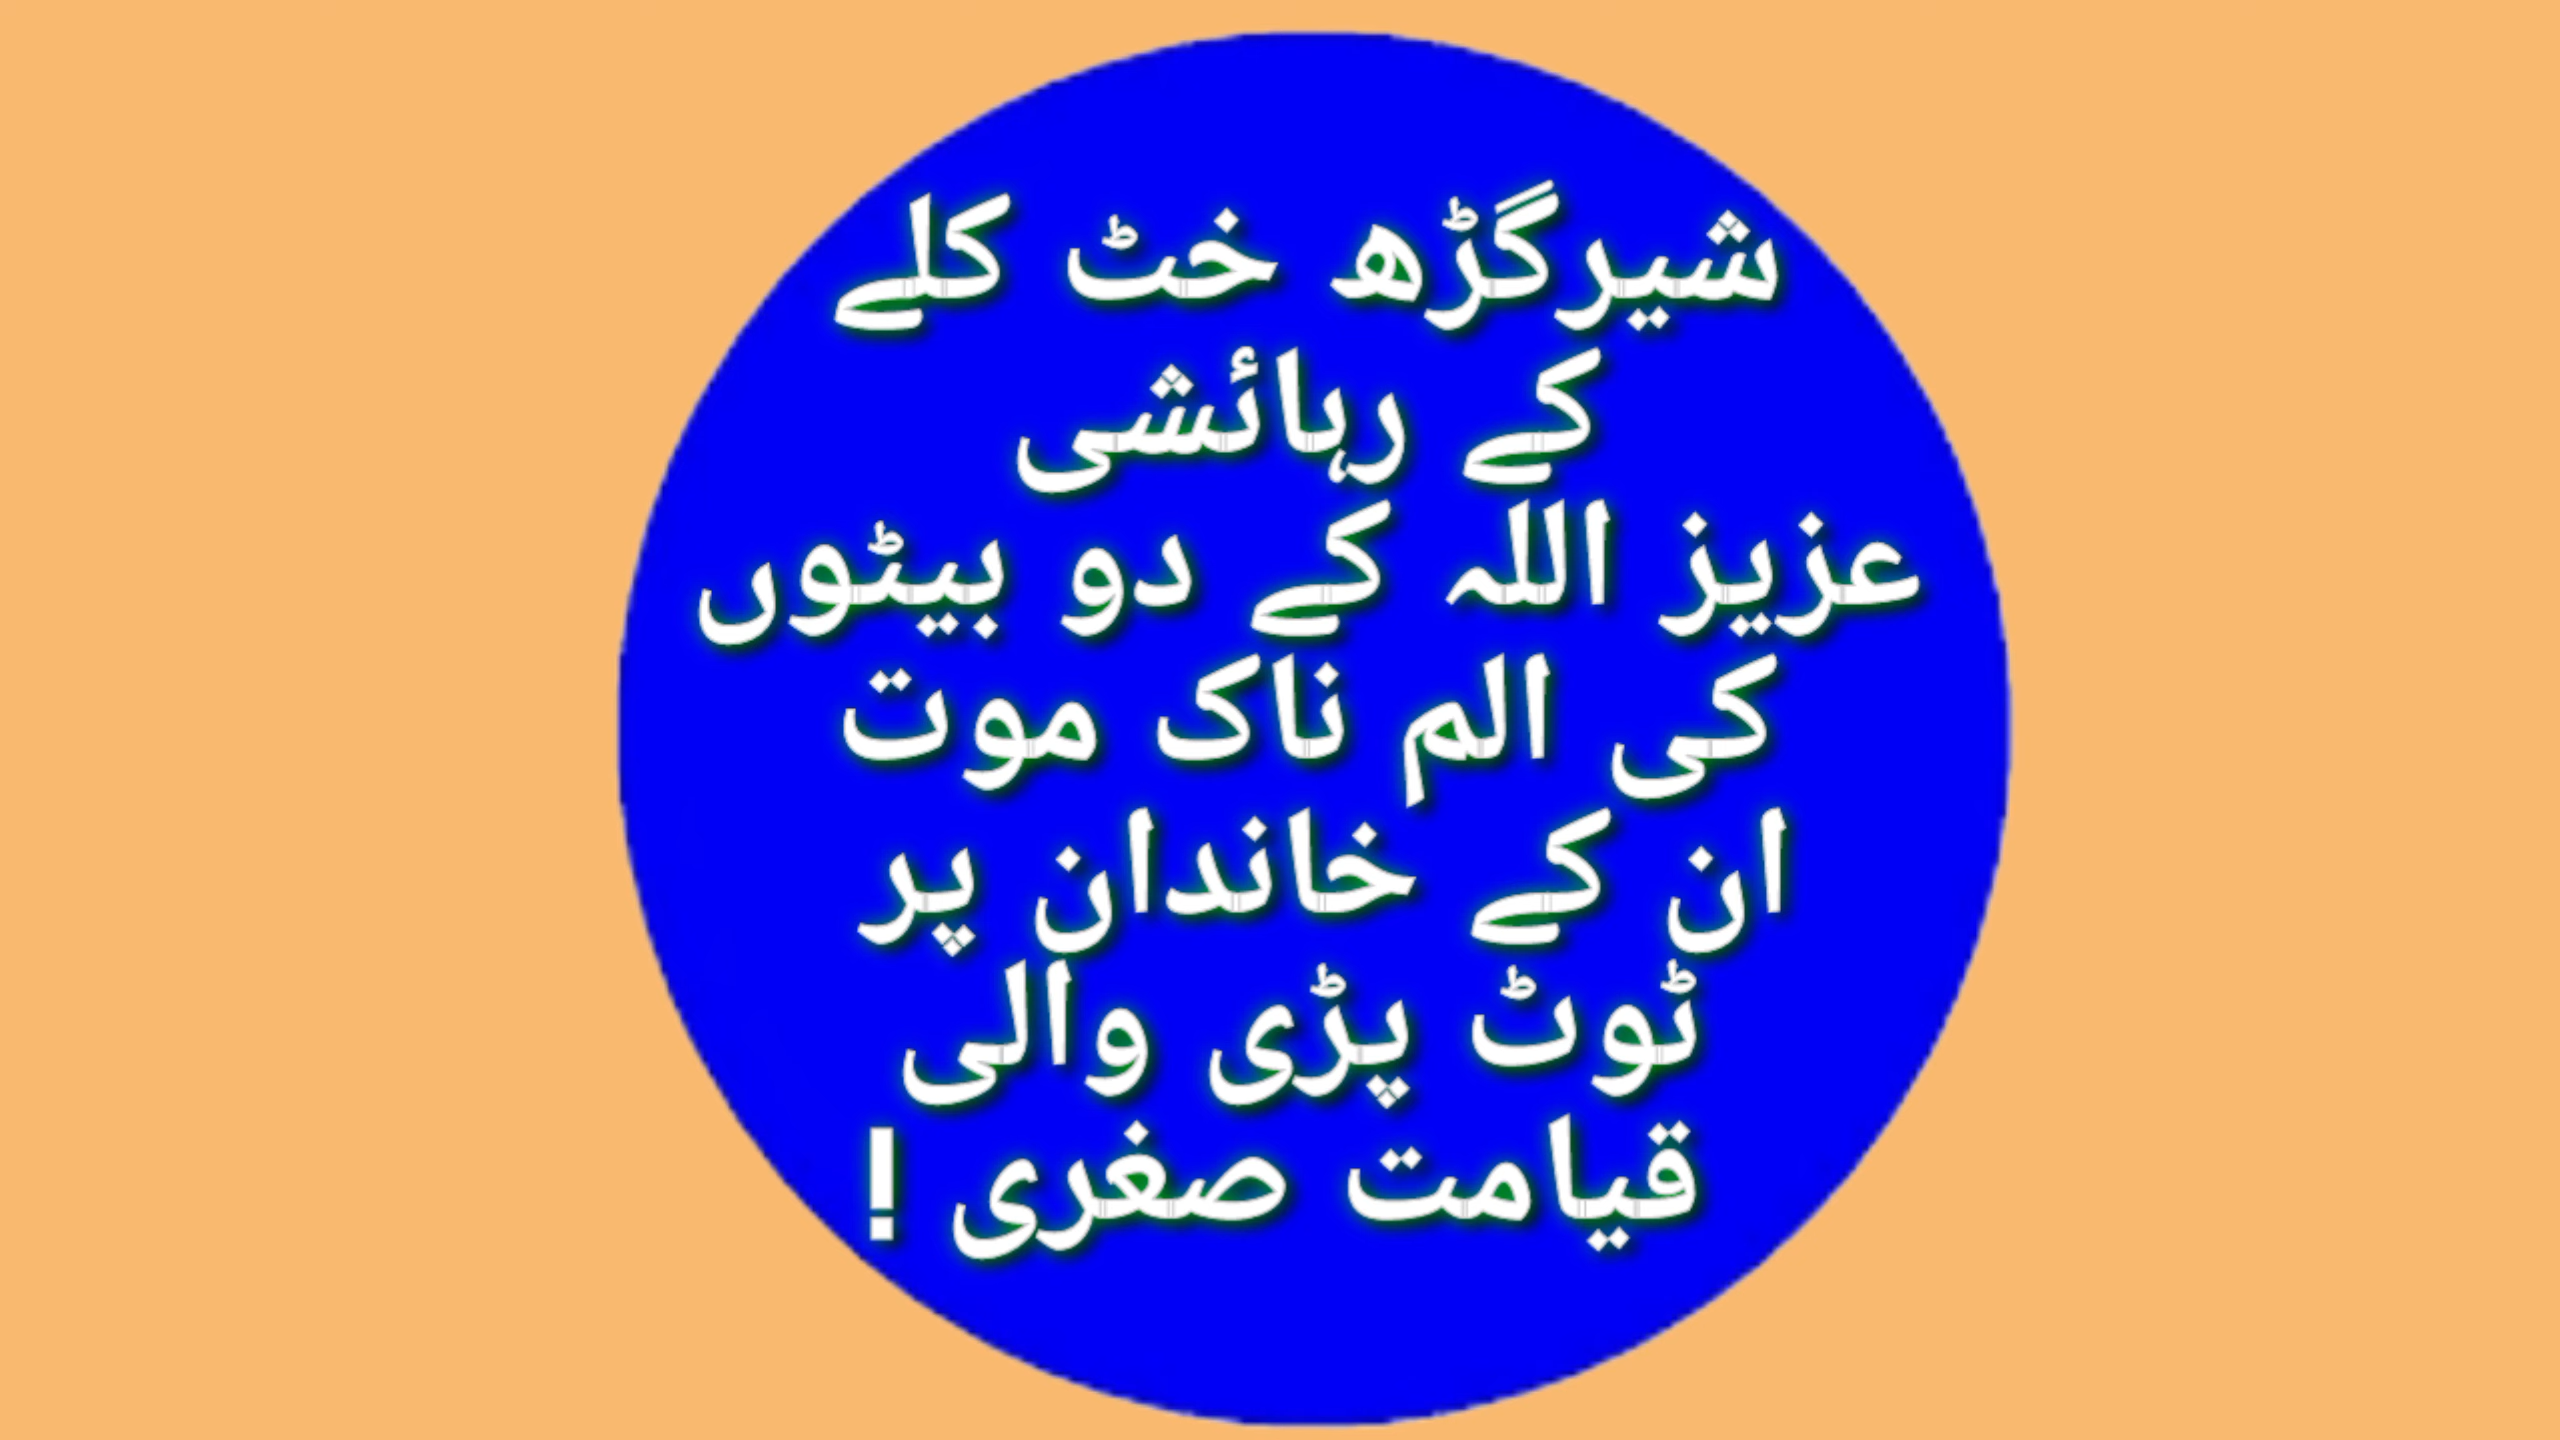 شیرگڑھ خٹ کلے
کے رہائشی
عزیز اللہ کے دو بیٹوں
کی الم ناک موت
ان کے خاندان پر
ٹوٹ پڑی والی
قیامت صغری !